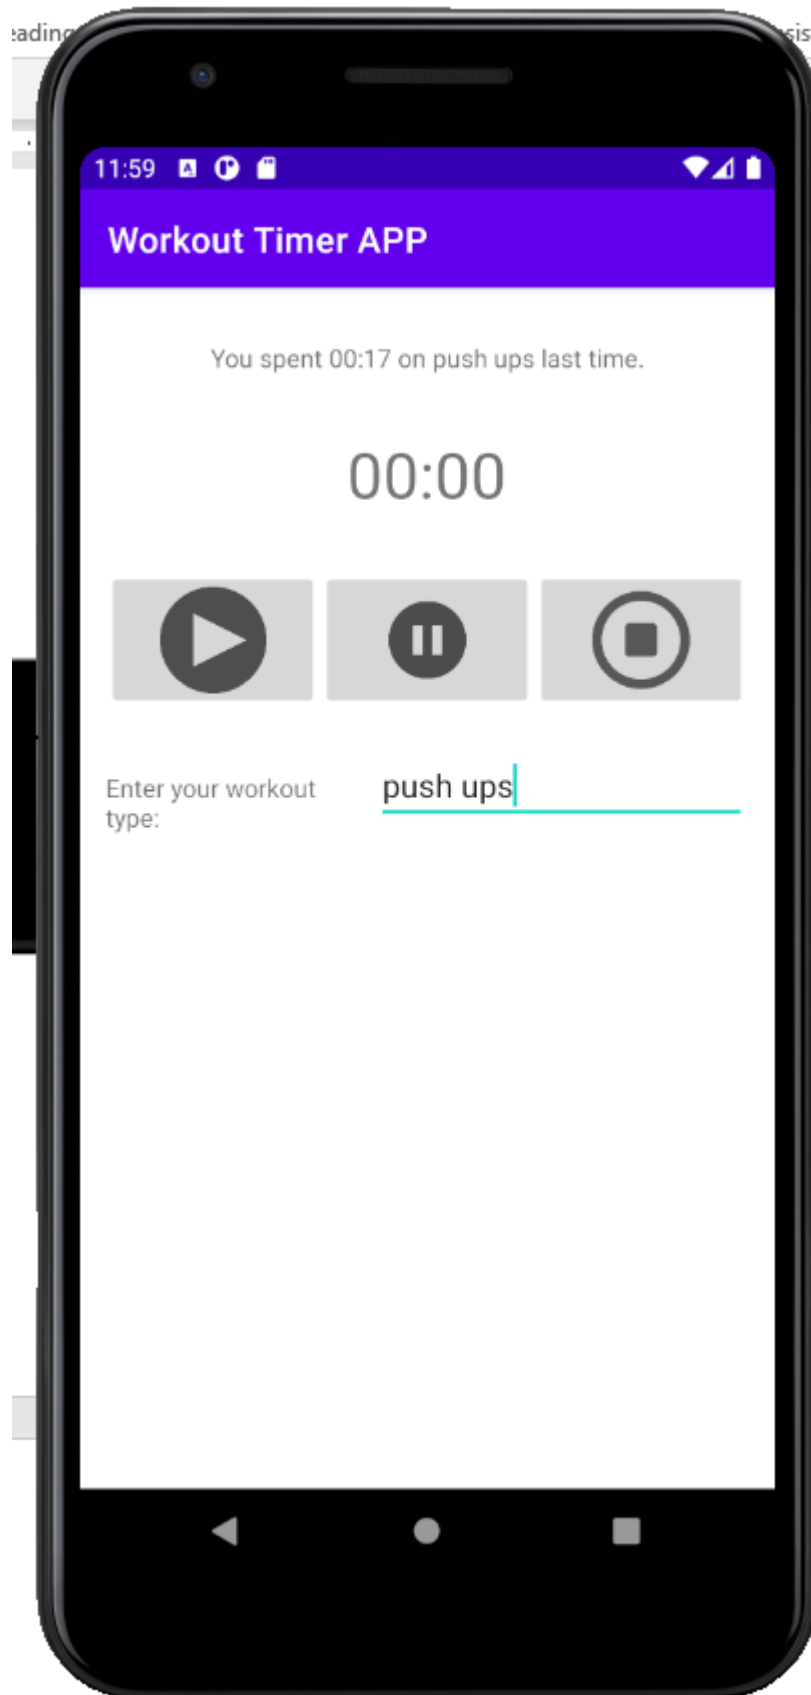 11:59
Workout Timer APP
You spent 00:17 on push ups last time.
00:00
Enter your workout
type:
push ups